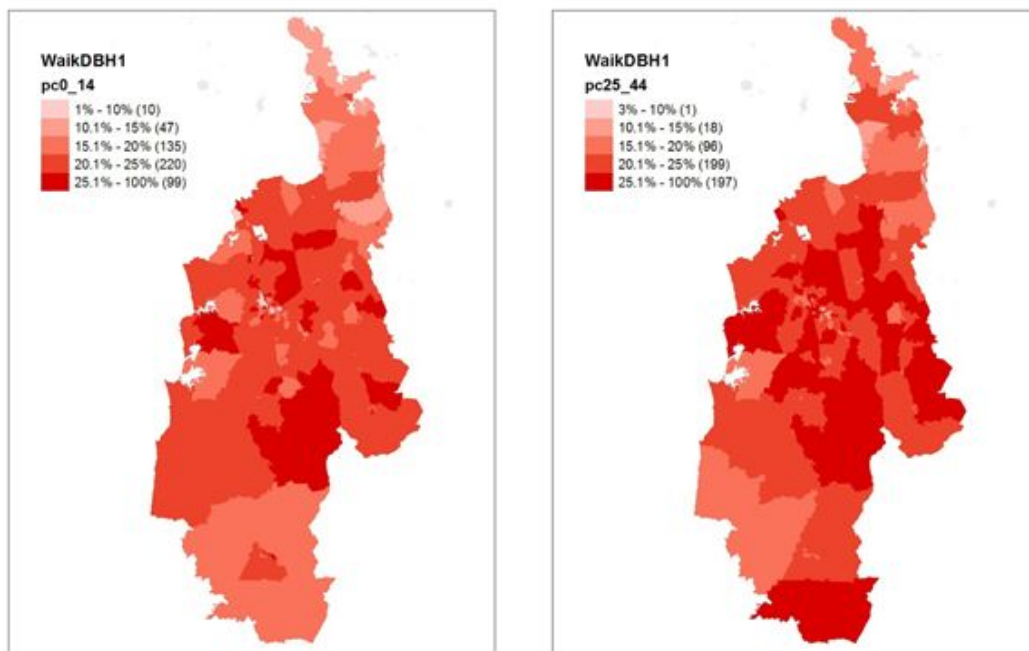 WaikDBH1
pc0_14
1% - 10% (10)
10.1% - 15% (47)
15.1% - 20% (135)
20.1% - 25% (220)
25.1% - 100% (99)
WaikDBH1
pc25_44
3% - 10% (1)
10.1% - 15% (18)
15.1% - 20% (96)
20.1% - 25% (199)
25.1% - 100% (197)